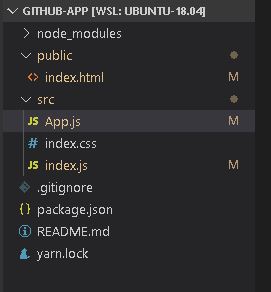 GITHUB-APP [WSL: UBUNTU-18.04]
node_modules
public
<> index.html M
src
JS App.js M
# index.css
JS index.js M
.gitignore
{} package.json
README.md
yarn.lock